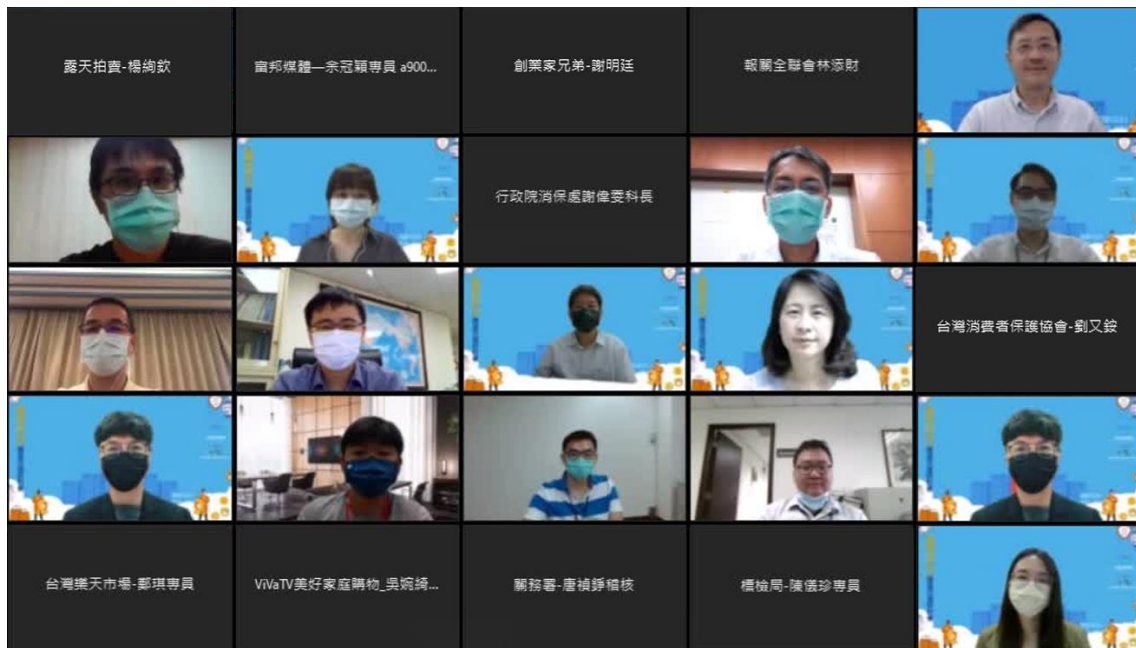 露天拍賣-楊絢欽
富邦媒體—余冠穎專員 a900...
創業家兄弟-謝明廷
報關全聯會林添財
行政院消保處謝偉雯科長
台灣消費者保護協會-劉又銨
台灣樂天市場-鄭琪專員
ViVaTV美好家庭購物_吳婉綺...
關務署-唐禎錚稽核
標檢局-陳儀珍專員